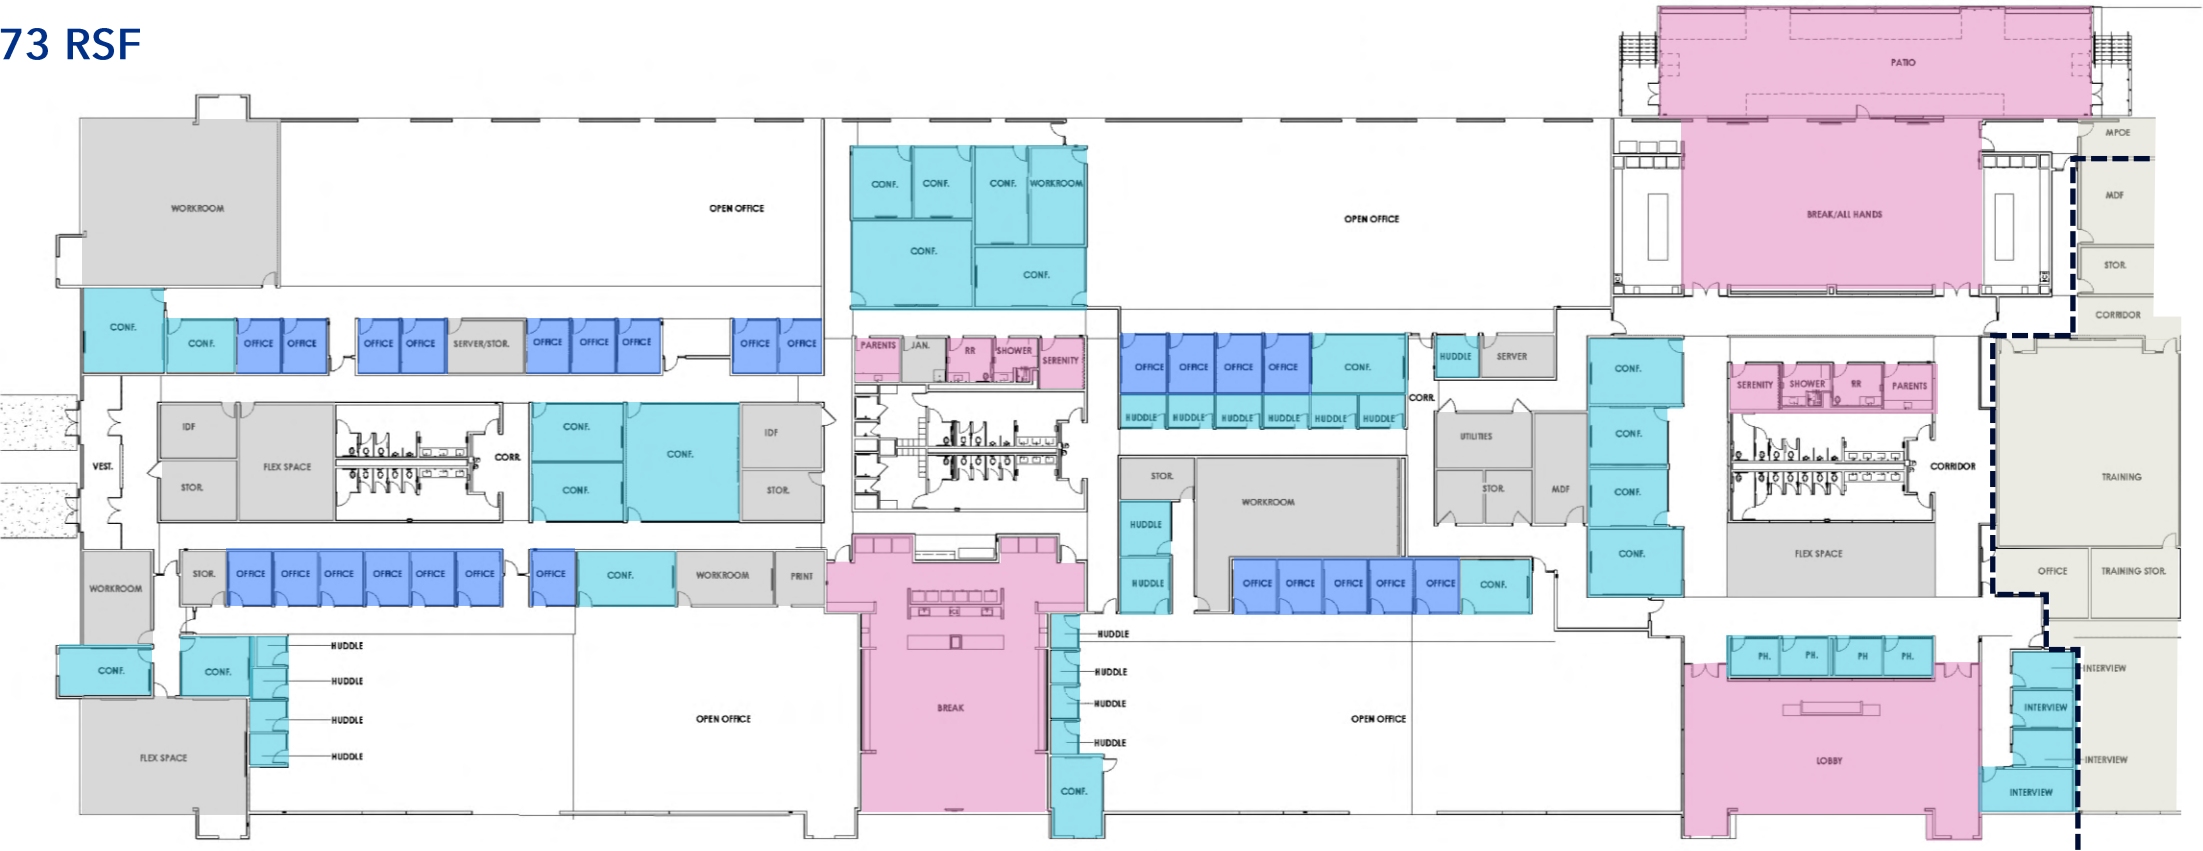 73 RSF
PATIO
MPOE
WORKROOM
OPEN OFFICE
CONF.
CONF.
CONF.
WORKROOM
OPEN OFFICE
BREAK/ALL HANDS
MDF
CONF.
CONF.
STOR.
CORRIDOR
CONF.
CONF.
OFFICE
OFFICE
OFFICE
OFFICE
SERVER/STOR.
OFFICE
OFFICE
OFFICE
OFFICE
OFFICE
PARENTS
JAN.
RR
SHOWER
SERENITY
OFFICE
OFFICE
OFFICE
OFFICE
CONF.
HUDDLE
SERVER
CONF.
SERENITY
SHOWER
RR
PARENTS
CORR.
HUDDLE
HUDDLE
HUDDLE
HUDDLE
HUDDLE
HUDDLE
IDF
CONF.
IDF
UTILITIES
CONF.
VEST.
FLEX SPACE
CORR.
CONF.
CORRIDOR
TRAINING
STOR.
CONF.
STOR.
STOR.
WORKROOM
STOR.
MDF
CONF.
HUDDLE
CONF.
FLEX SPACE
WORKROOM
STOR.
OFFICE
OFFICE
OFFICE
OFFICE
OFFICE
OFFICE
OFFICE
CONF.
WORKROOM
PRINT
HUDDLE
OFFICE
OFFICE
OFFICE
OFFICE
OFFICE
CONF.
OFFICE
TRAINING STOR.
HUDDLE
HUDDLE
CONF.
CONF.
HUDDLE
HUDDLE
PH.
PH.
PH
PH.
INTERVIEW
HUDDLE
OPEN OFFICE
BREAK
HUDDLE
OPEN OFFICE
INTERVIEW
HUDDLE
HUDDLE
FLEX SPACE
CONF.
LOBBY
INTERVIEW
INTERVIEW